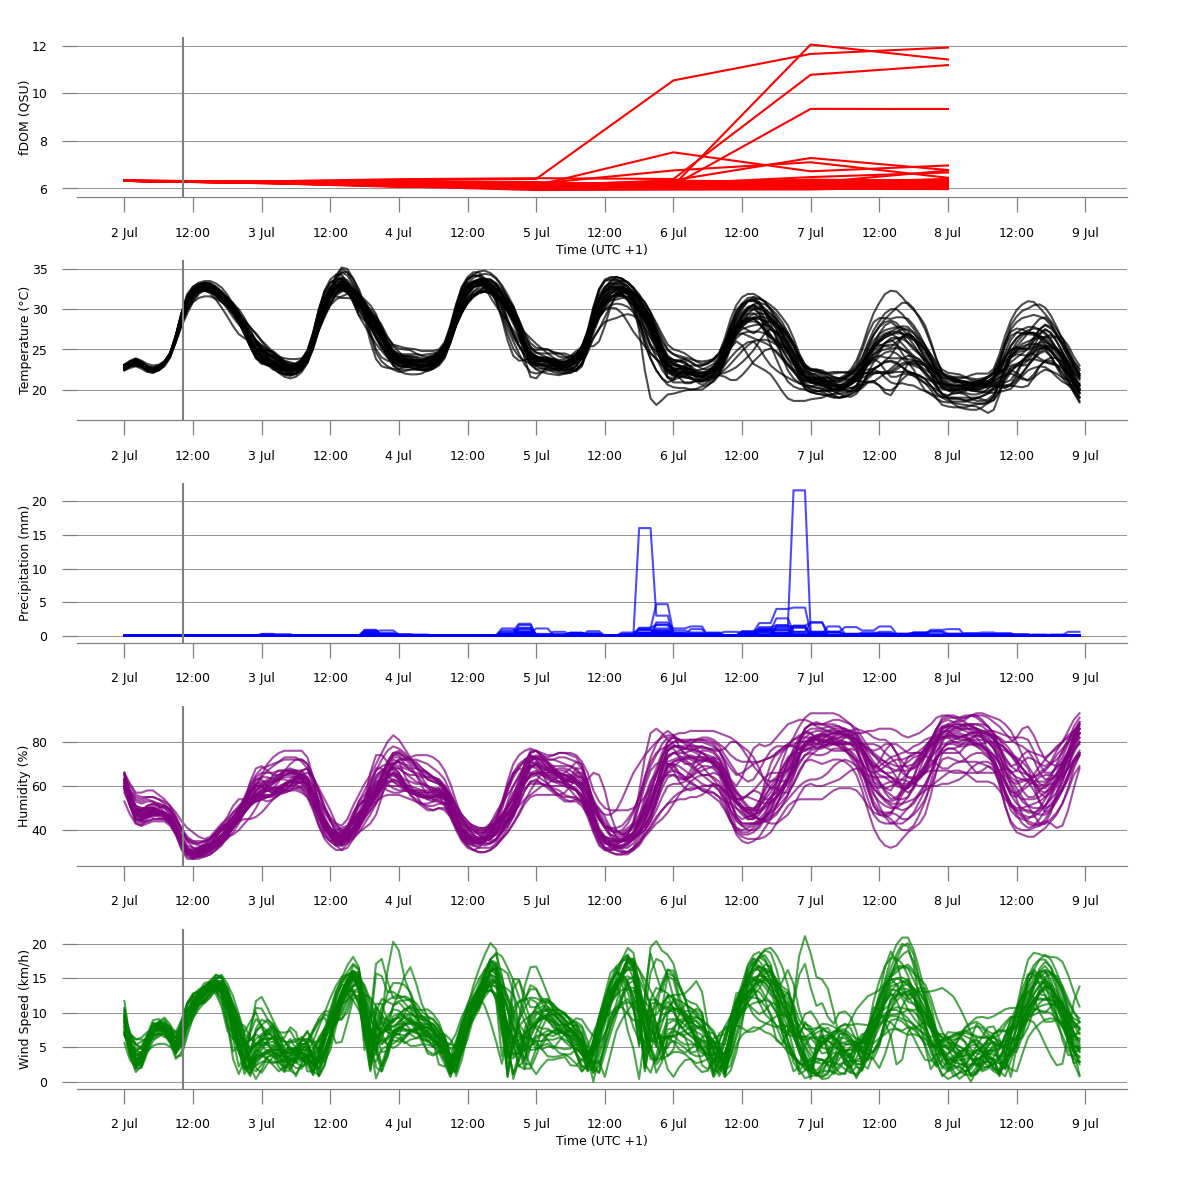 fDOM (QSU)
12
10
8
6
2 Jul 12:00 3 Jul 12:00 4 Jul 12:00 5 Jul 12:00 6 Jul 12:00 7 Jul 12:00 8 Jul 12:00 9 Jul
Time (UTC +1)
Temperature (°C)
35
30
25
20
2 Jul 12:00 3 Jul 12:00 4 Jul 12:00 5 Jul 12:00 6 Jul 12:00 7 Jul 12:00 8 Jul 12:00 9 Jul
Precipitation (mm)
20
15
10
5
0
2 Jul 12:00 3 Jul 12:00 4 Jul 12:00 5 Jul 12:00 6 Jul 12:00 7 Jul 12:00 8 Jul 12:00 9 Jul
Humidity (%)
80
60
40
2 Jul 12:00 3 Jul 12:00 4 Jul 12:00 5 Jul 12:00 6 Jul 12:00 7 Jul 12:00 8 Jul 12:00 9 Jul
Wind Speed (km/h)
20
15
10
5
0
2 Jul 12:00 3 Jul 12:00 4 Jul 12:00 5 Jul 12:00 6 Jul 12:00 7 Jul 12:00 8 Jul 12:00 9 Jul
Time (UTC +1)